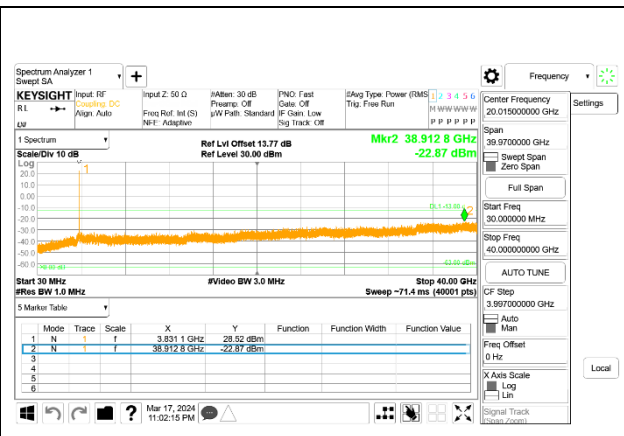 Spectrum Analyzer 1
Swept SA
Frequency
KEYSIGHT
RL
Input: RF
Coupling: DC
Align: Auto
Input Z: 50 Ω
Freq Ref: Int (S)
NFE: Adaptive
#Atten: 30 dB
Preamp: Off
µW Path: Standard
PNO: Fast
Gate: Off
IF Gain: Low
Sig Track: Off
#Avg Type: Power (RMS
Trig: Free Run
1 2 3 4 5 6
M W W W W W
P P P P P P
Center Frequency
20.015000000 GHz
Settings
Span
39.9700000 GHz
Swept Span
Zero Span
Full Span
Start Freq
30.000000 MHz
Stop Freq
40.000000000 GHz
AUTO TUNE
CF Step
3.997000000 GHz
Auto
Man
Freq Offset
0 Hz
X Axis Scale
Log
Lin
Signal Track
(Span Zoom)
Local
1 Spectrum
Scale/Div 10 dB
Ref Lvl Offset 13.77 dB
Ref Level 30.00 dBm
Mkr2 38.912 8 GHz
-22.87 dBm
Log
20.0
10.0
0.00
-10.0
-20.0
-30.0
-40.0
-50.0
-60.0
1
2
Start 30 MHz
#Res BW 1.0 MHz
#Video BW 3.0 MHz
Stop 40.00 GHz
Sweep ~71.4 ms (40001 pts)
5 Marker Table
Mode Trace Scale X Y Function Function Width Function Value
1 N 1 f 3.831 1 GHz 28.52 dBm
2 N 1 f 38.912 8 GHz -22.87 dBm
3
4
5
6
Mar 17, 2024
11:02:15 PM